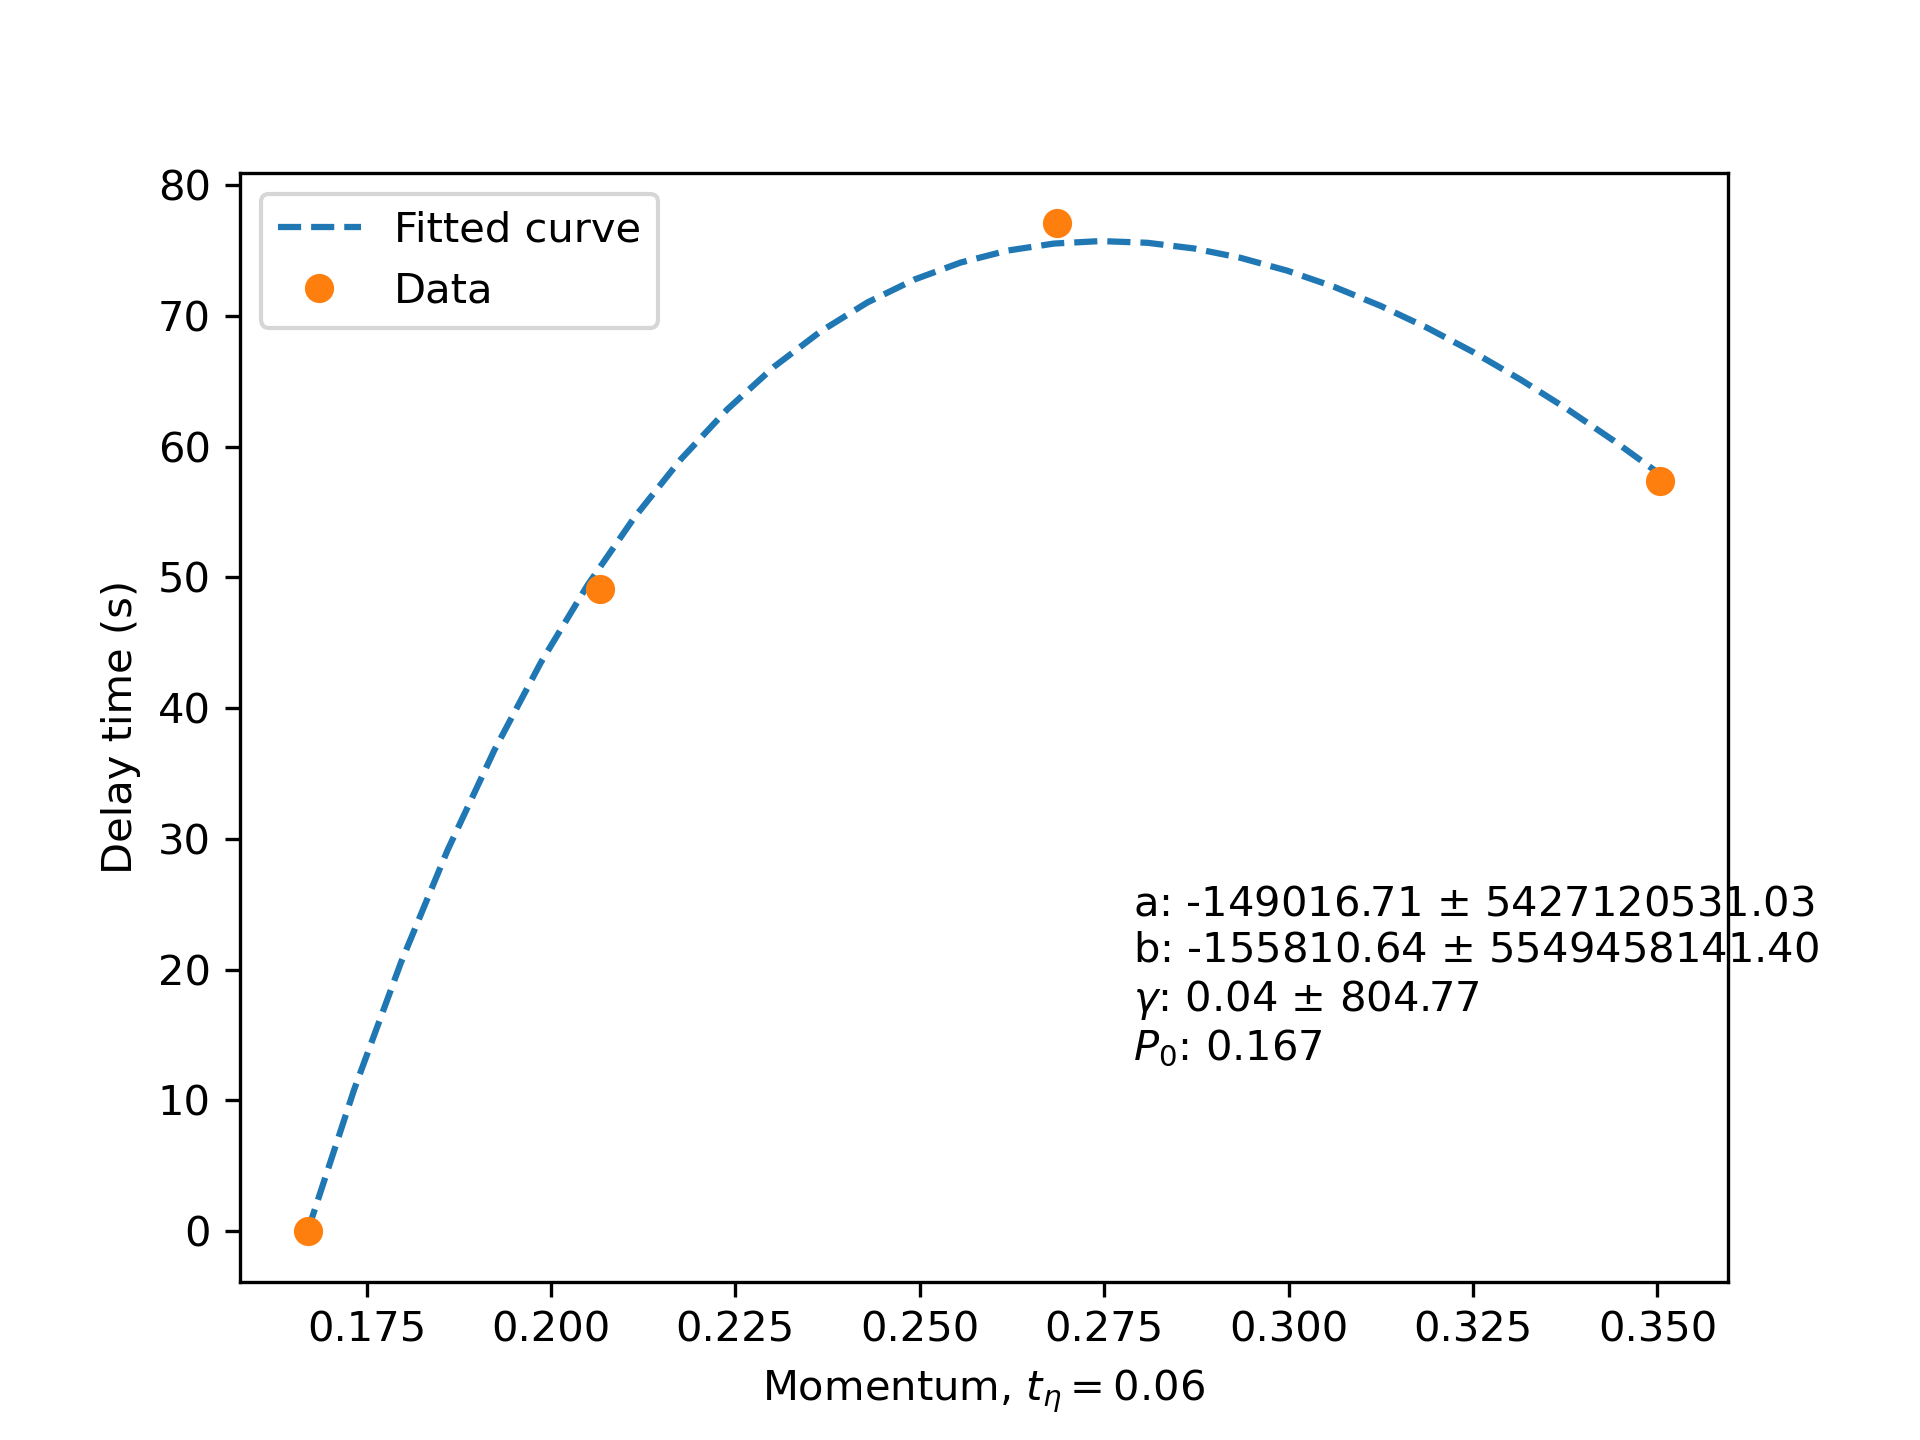 Fitted curve
Data
80
70
60
50
40
30
20
10
0
Delay time (s)
a: -149016.71 ± 5427120531.03
b: -155810.64 ± 5549458141.40
γ: 0.04 ± 804.77
P₀: 0.167
0.175 0.200 0.225 0.250 0.275 0.300 0.325 0.350
Momentum, tη = 0.06